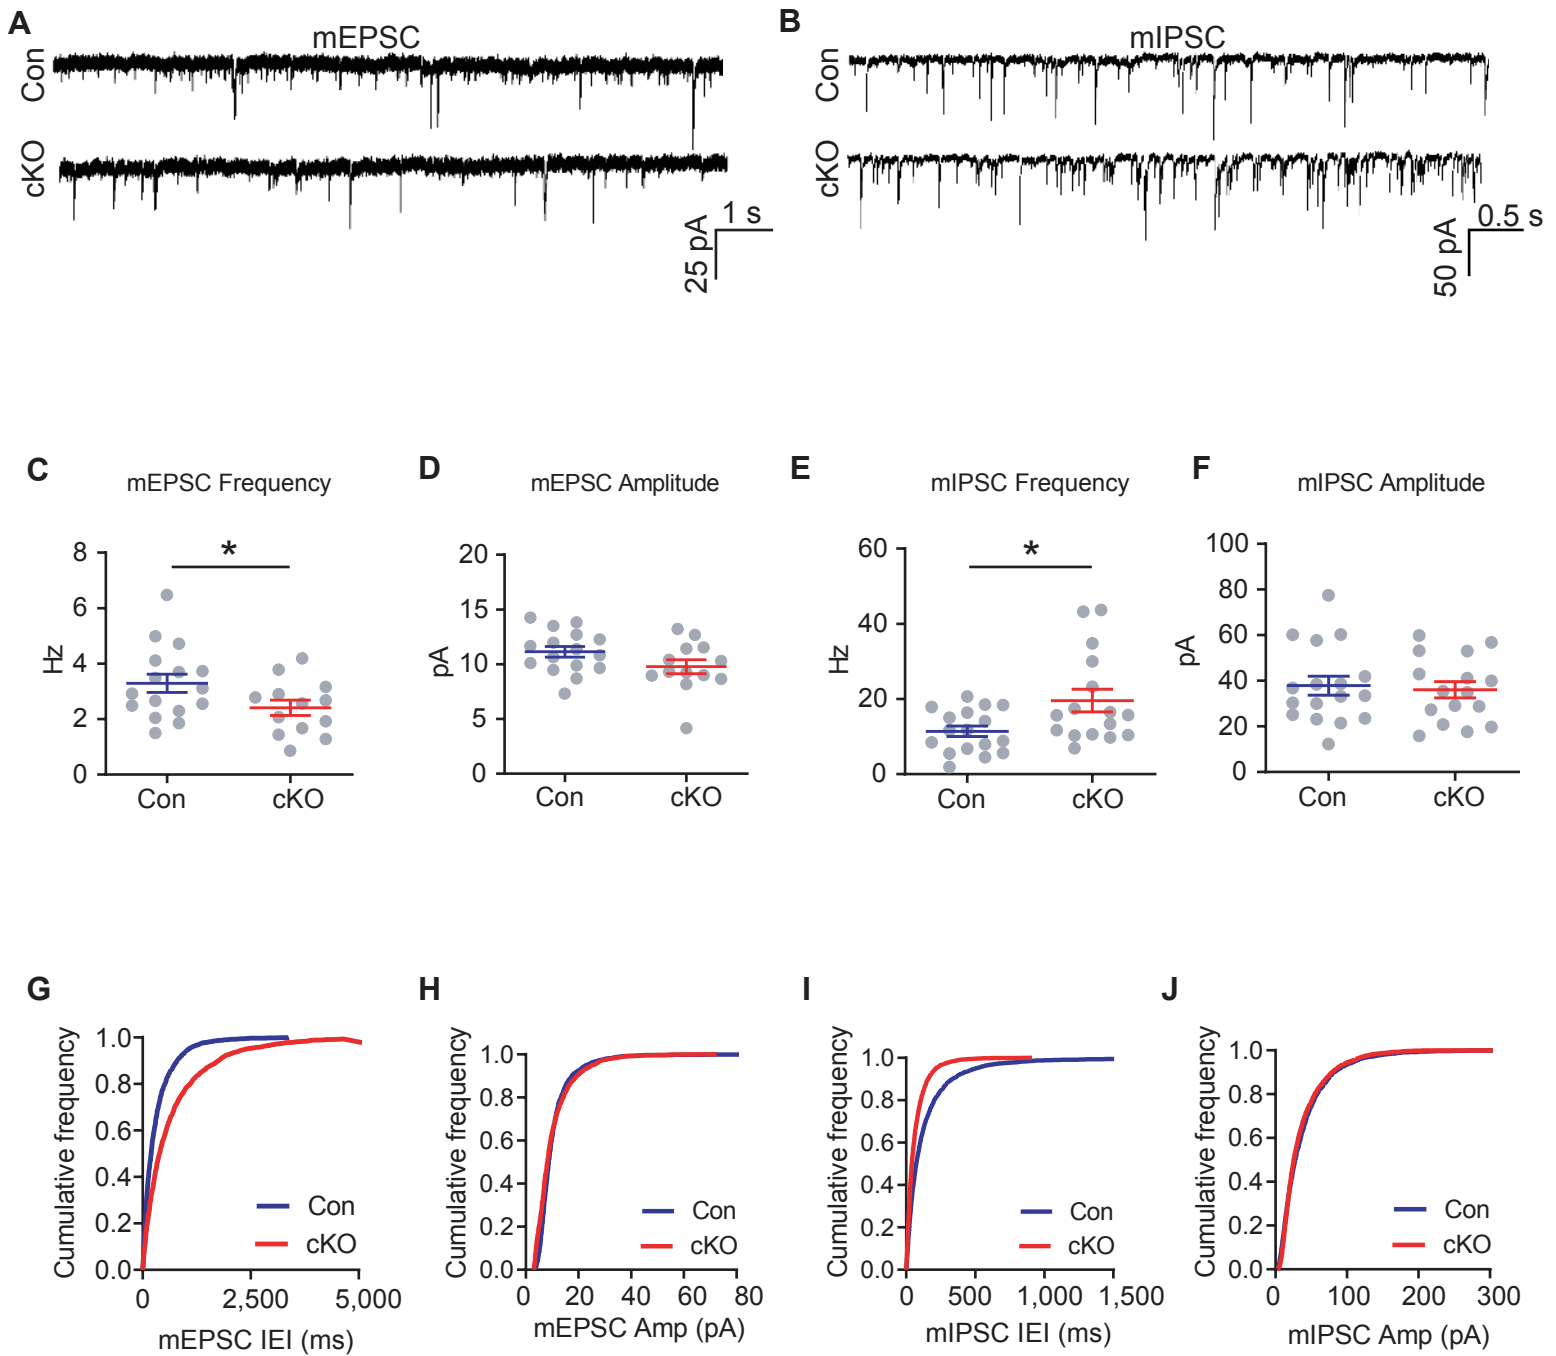 A
mEPSC
Con
cKO
1 s
25 pA
B
mIPSC
Con
cKO
0.5 s
50 pA
C
mEPSC Frequency
*
8
6
4
2
0
Hz
Con
cKO
D
mEPSC Amplitude
20
15
10
5
0
pA
Con
cKO
E
mIPSC Frequency
*
60
40
20
0
Hz
Con
cKO
F
mIPSC Amplitude
100
80
60
40
20
0
pA
Con
cKO
G
Cumulative frequency
1.0
0.8
0.6
0.4
0.2
0.0
Con
cKO
0 2,500 5,000
mEPSC IEI (ms)
H
Cumulative frequency
1.0
0.8
0.6
0.4
0.2
0.0
Con
cKO
0 20 40 60 80
mEPSC Amp (pA)
I
Cumulative frequency
1.0
0.8
0.6
0.4
0.2
0.0
Con
cKO
0 500 1,000 1,500
mIPSC IEI (ms)
J
Cumulative frequency
1.0
0.8
0.6
0.4
0.2
0.0
Con
cKO
0 100 200 300
mIPSC Amp (pA)